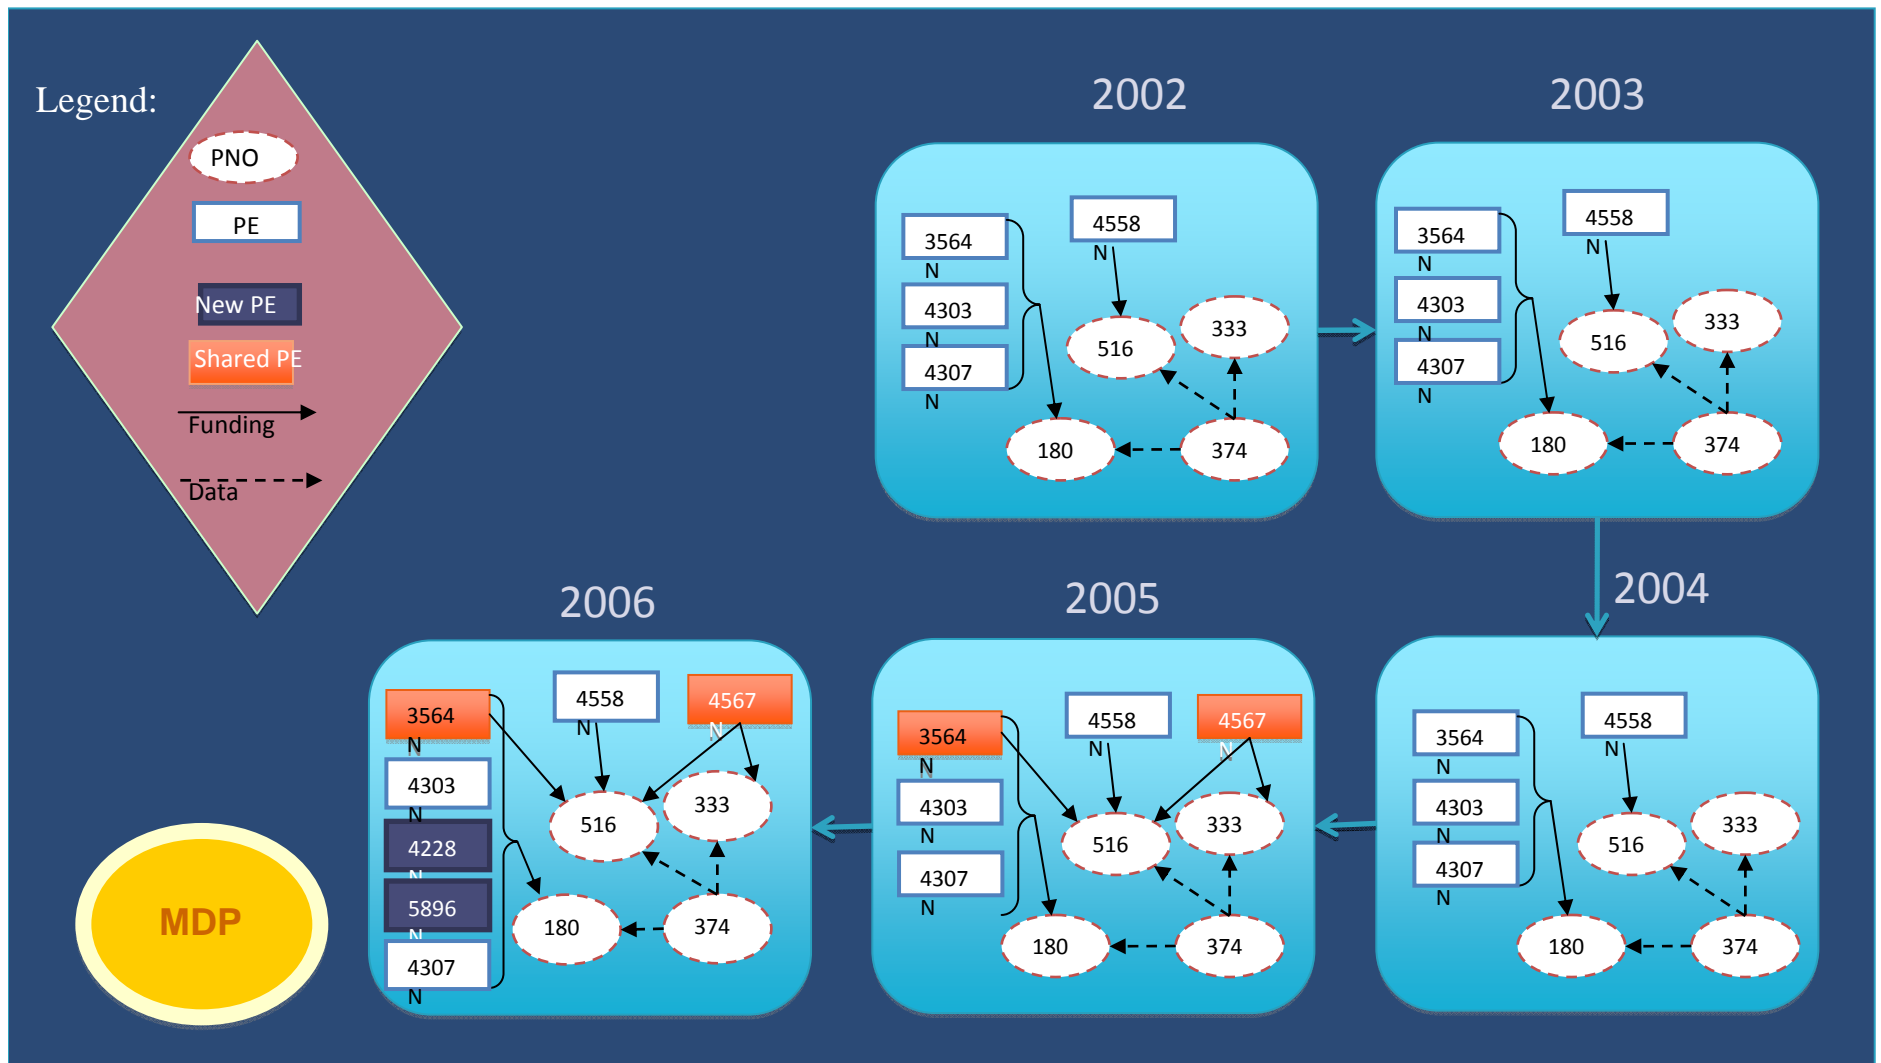 Legend:
PNO
PE
New PE
Shared PE
Funding
Data
2002
3564
N
4303
N
4307
N
4558
N
516
333
180
374
2003
3564
N
4303
N
4307
N
4558
N
516
333
180
374
2004
3564
N
4303
N
4307
N
4558
N
516
333
180
374
2005
3564
N
4303
N
4307
N
4558
N
4567
N
516
333
180
374
2006
3564
N
4303
N
4228
N
5896
N
4307
N
4558
N
4567
N
516
333
180
374
MDP